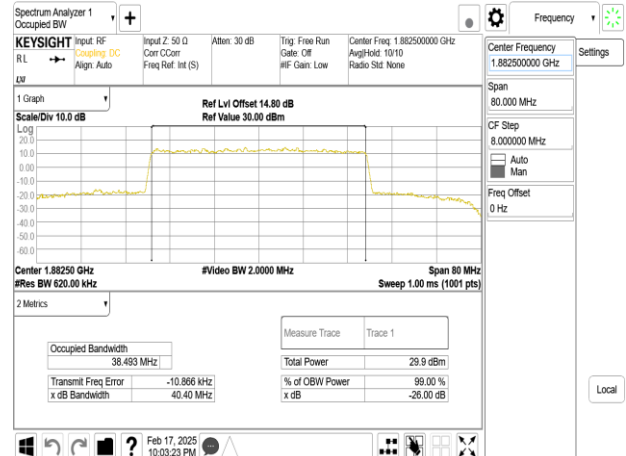 Spectrum Analyzer 1
Occupied BW
+
Frequency
KEYSIGHT
RL
LXI
Input: RF
Coupling: DC
Align: Auto
Input Z: 50 Ω
Corr CCorr
Freq Ref: Int (S)
Atten: 30 dB
Trig: Free Run
Gate: Off
#IF Gain: Low
Center Freq: 1.882500000 GHz
Avg|Hold: 10/10
Radio Std: None
Center Frequency
1.882500000 GHz
Settings
Span
80.000 MHz
CF Step
8.000000 MHz
Auto
Man
Freq Offset
0 Hz
Local
1 Graph
Scale/Div 10.0 dB
Ref Lvl Offset 14.80 dB
Ref Value 30.00 dBm
Log
20.0
10.0
0.00
-10.0
-20.0
-30.0
-40.0
-50.0
-60.0
Center 1.88250 GHz
#Video BW 2.0000 MHz
Span 80 MHz
#Res BW 620.00 kHz
Sweep 1.00 ms (1001 pts)
2 Metrics
Measure Trace Trace 1
Occupied Bandwidth
38.493 MHz
Total Power 29.9 dBm
Transmit Freq Error -10.866 kHz
% of OBW Power 99.00 %
x dB Bandwidth 40.40 MHz
x dB -26.00 dB
?
Feb 17, 2025
10:03:23 PM